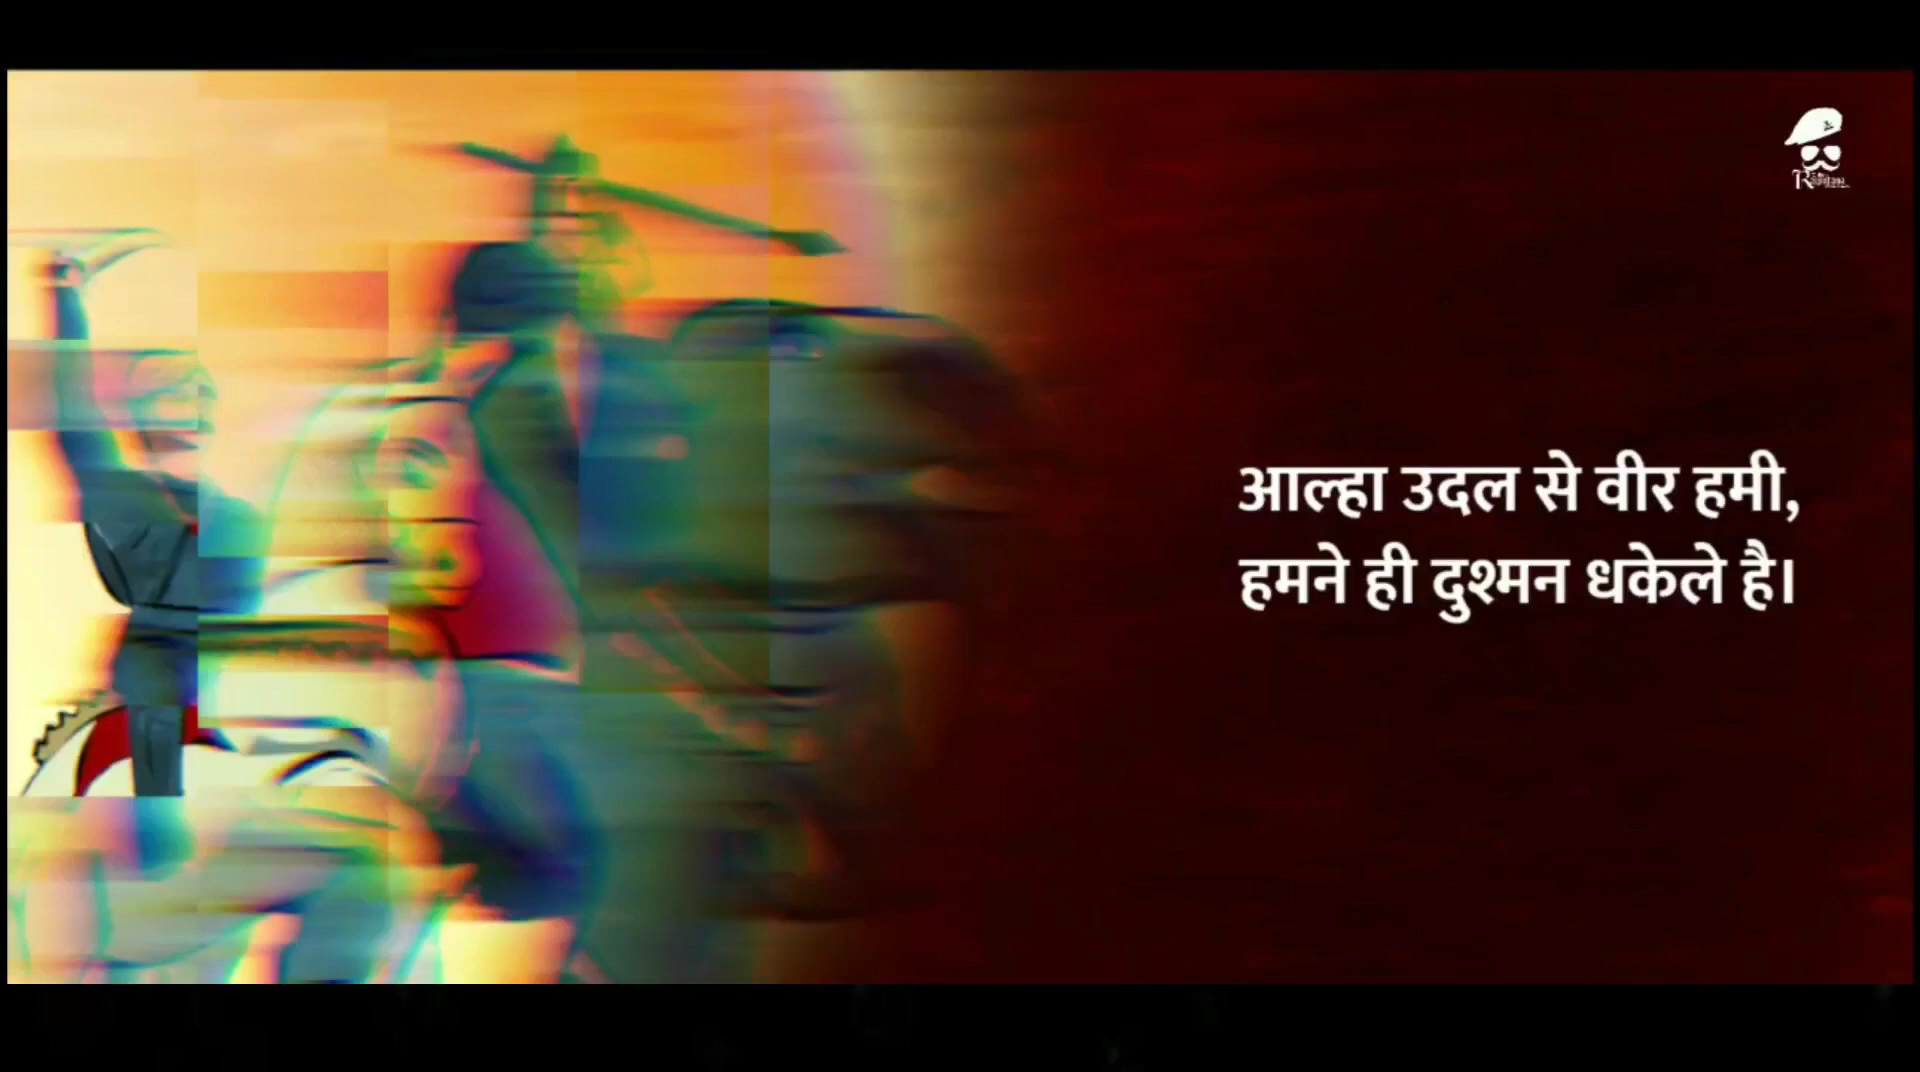 आल्हा उदल से वीर हमी,
हमने ही दुश्मन धकेले है।